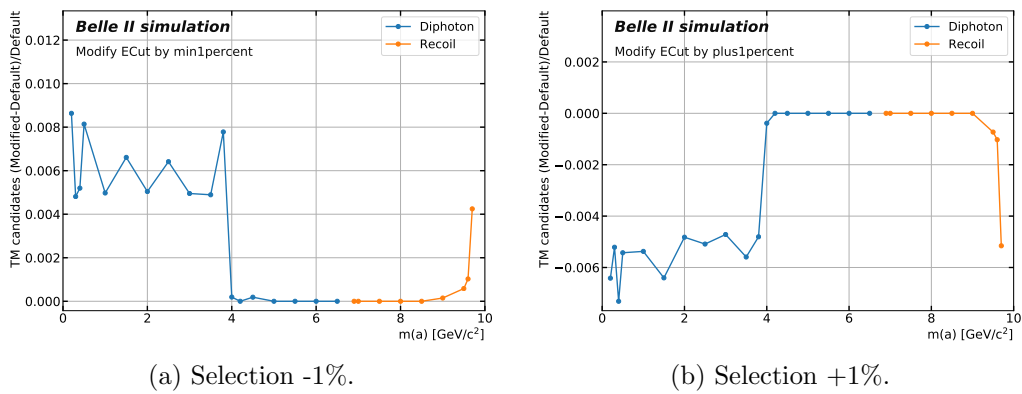 Belle II simulation
Modify ECut by min1percent
Diphoton
Recoil
TM candidates (Modified-Default)/Default
0.012
0.010
0.008
0.006
0.004
0.002
0.000
0 2 4 6 8 10
m(a) [GeV/c²]
(a) Selection -1%.
Belle II simulation
Modify ECut by plus1percent
Diphoton
Recoil
TM candidates (Modified-Default)/Default
0.002
0.000
−0.002
−0.004
−0.006
0 2 4 6 8 10
m(a) [GeV/c²]
(b) Selection +1%.